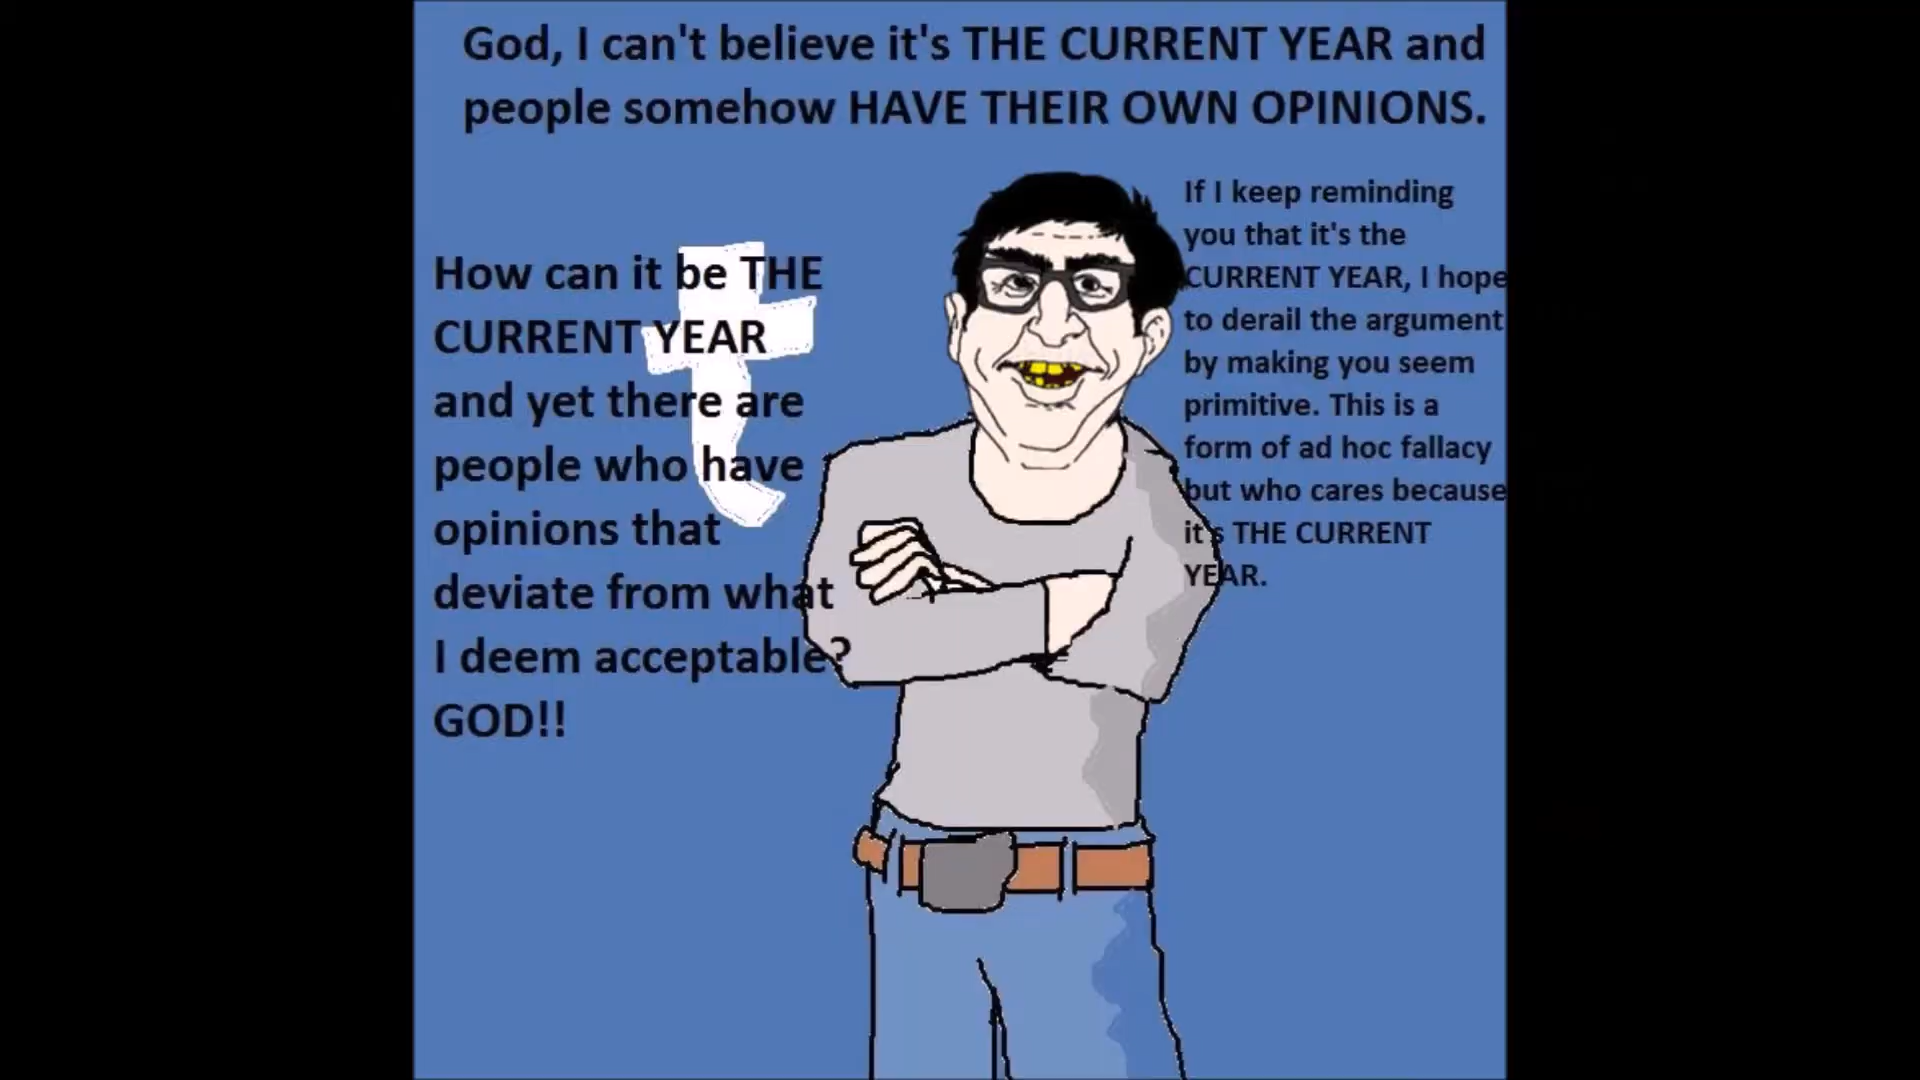 God, I can't believe it's THE CURRENT YEAR and
people somehow HAVE THEIR OWN OPINIONS.
How can it be THE
CURRENT YEAR
and yet there are
people who have
opinions that
deviate from what
I deem acceptable?
GOD!!
If I keep reminding
you that it's the
CURRENT YEAR, I hope
to derail the argument
by making you seem
primitive. This is a
form of ad hoc fallacy
but who cares because
it's THE CURRENT
YEAR.
t